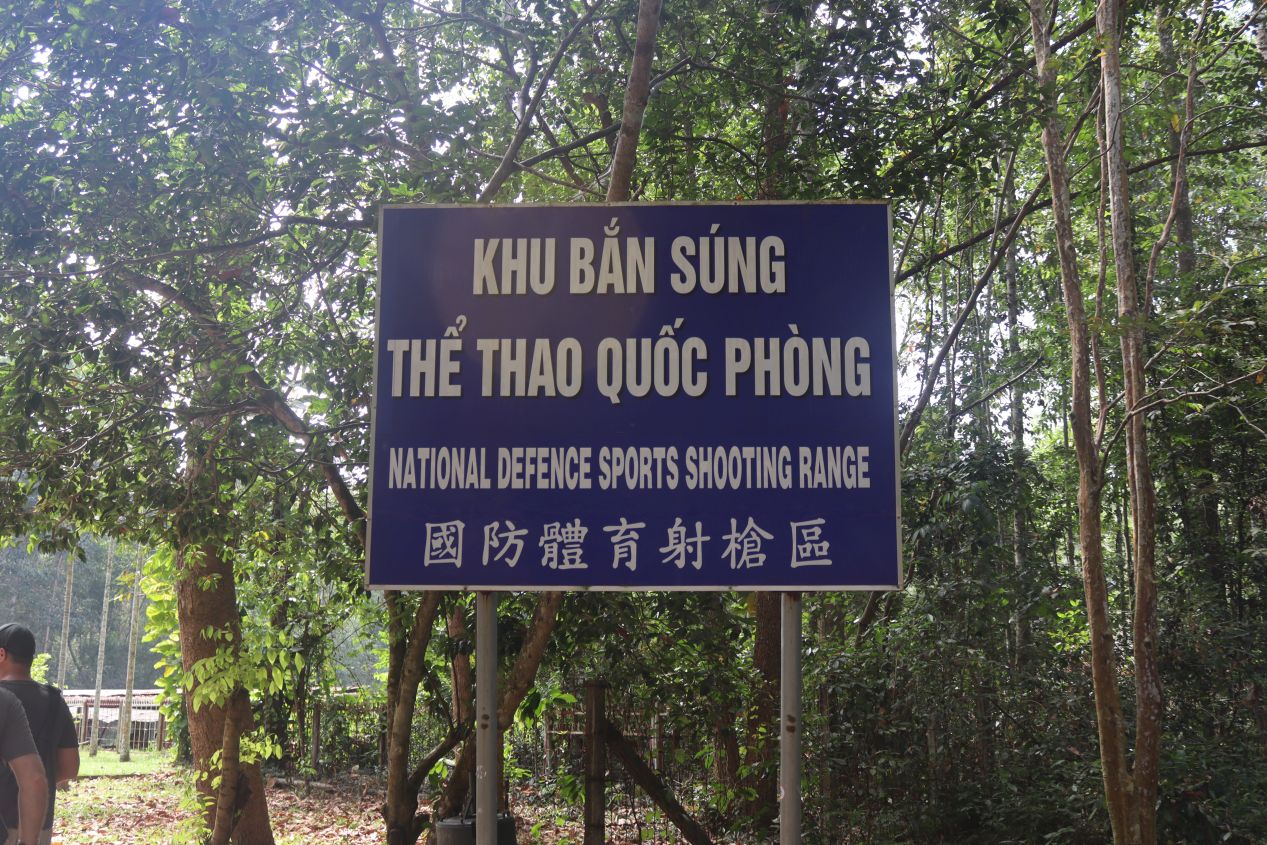 KHU BẮN SÚNG
THỂ THAO QUỐC PHÒNG
NATIONAL DEFENCE SPORTS SHOOTING RANGE
國防體育射槍區